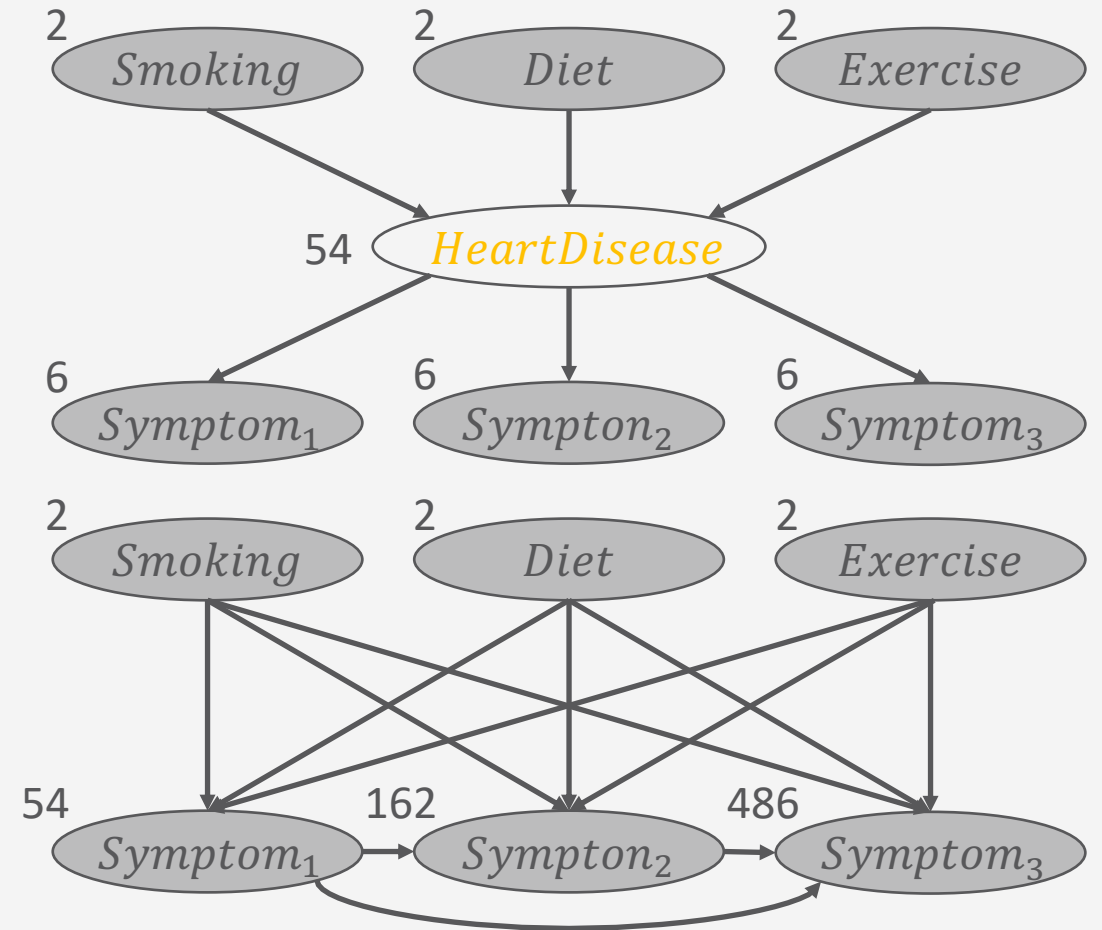 2 2 2
Smoking Diet Exercise
54 HeartDisease
6 6 6
Symptom₁ Sympton₂ Symptom₃
2 2 2
Smoking Diet Exercise
54 162 486
Symptom₁ Sympton₂ Symptom₃